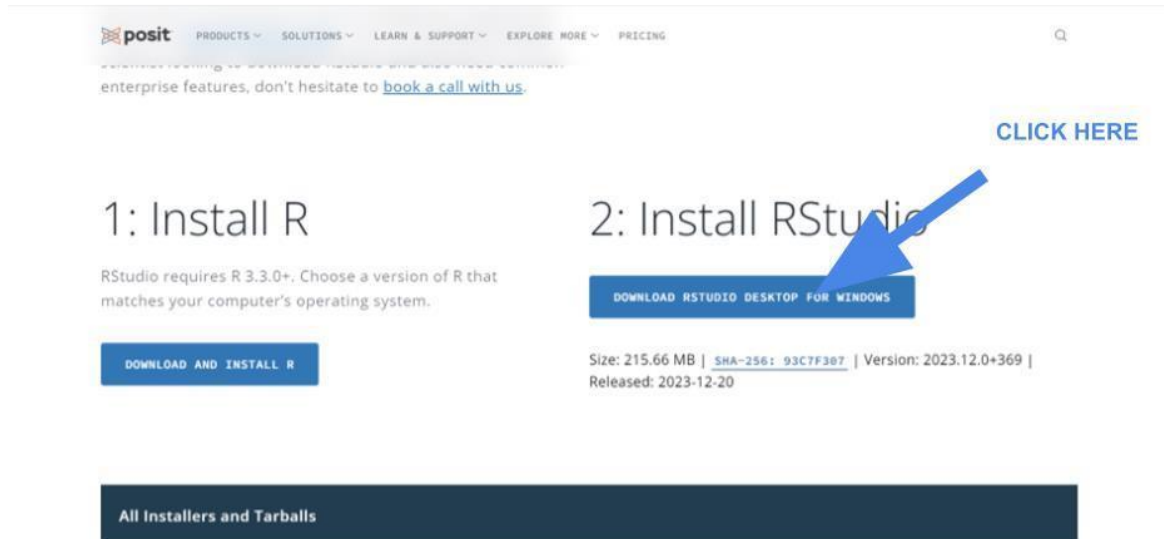 posit PRODUCTS SOLUTIONS LEARN & SUPPORT EXPLORE MORE PRICING
enterprise features, don't hesitate to book a call with us.
CLICK HERE
1: Install R
RStudio requires R 3.3.0+. Choose a version of R that
matches your computer's operating system.
DOWNLOAD AND INSTALL R
2: Install RStudio
DOWNLOAD RSTUDIO DESKTOP FOR WINDOWS
Size: 215.66 MB | SHA-256: 93C7F307 | Version: 2023.12.0+369 |
Released: 2023-12-20
All Installers and Tarballs